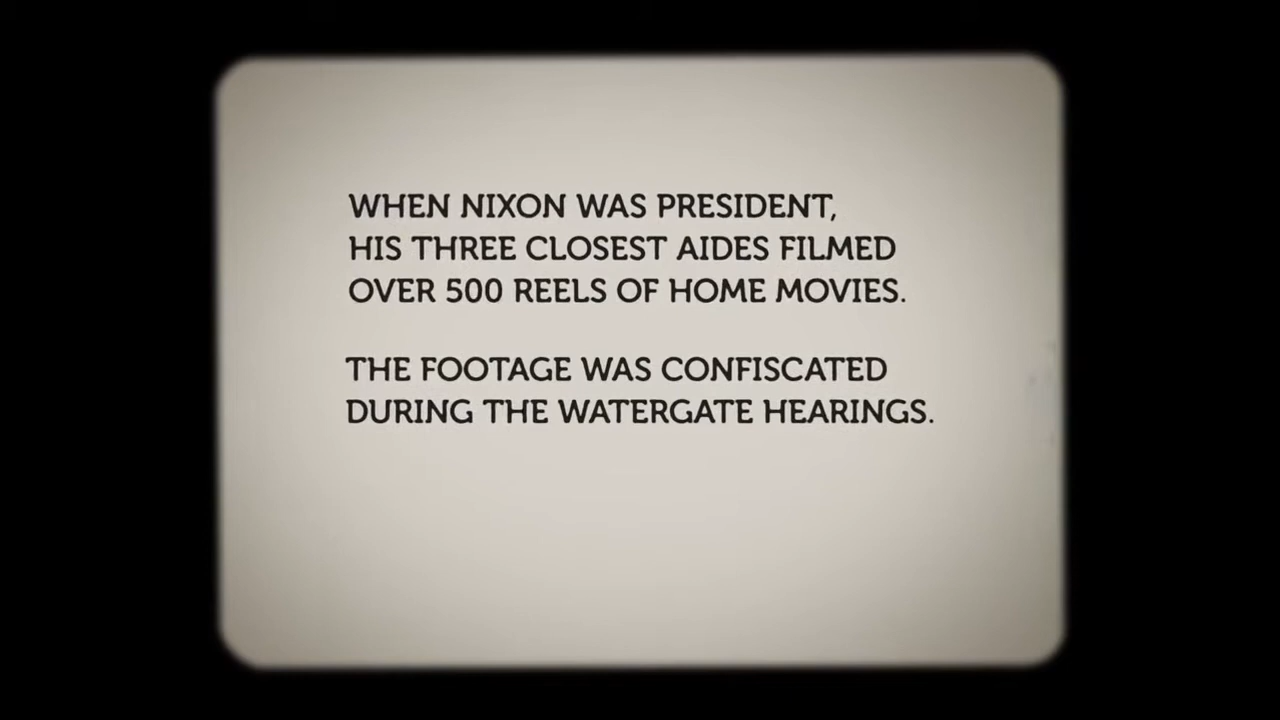 WHEN NIXON WAS PRESIDENT,
HIS THREE CLOSEST AIDES FILMED
OVER 500 REELS OF HOME MOVIES.
THE FOOTAGE WAS CONFISCATED
DURING THE WATERGATE HEARINGS.